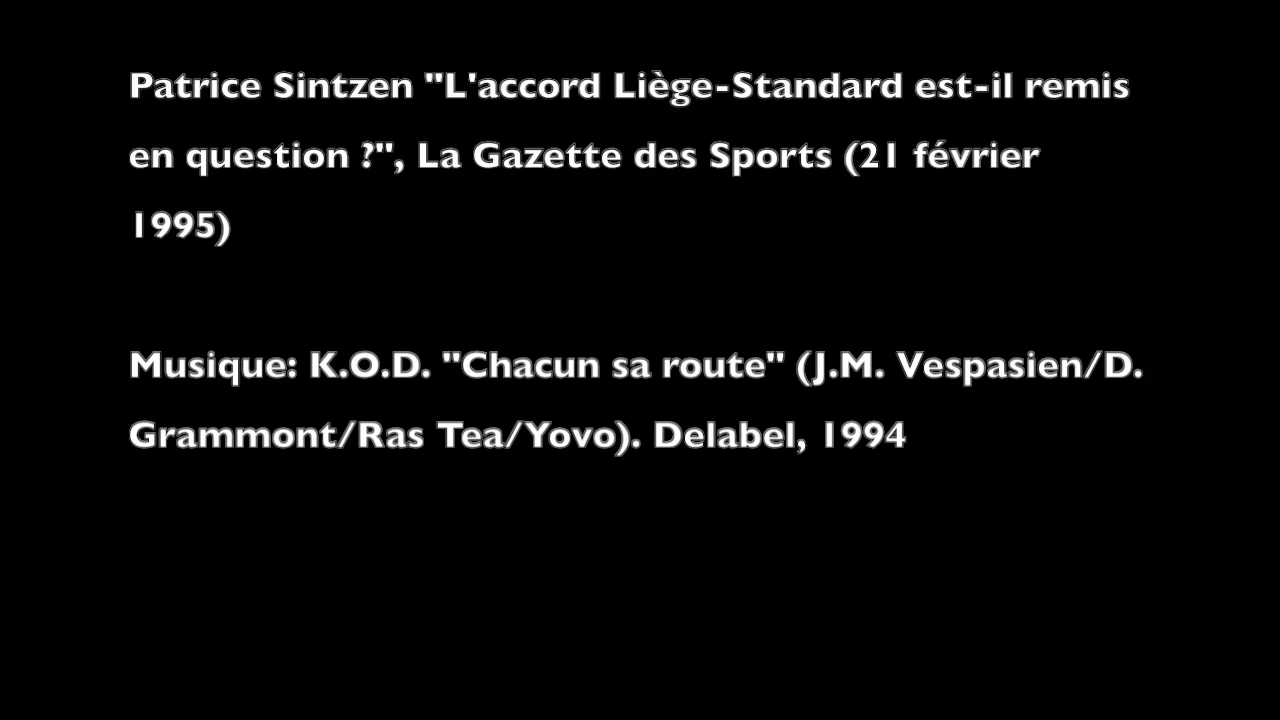 Patrice Sintzen "L'accord Liège-Standard est-il remis
en question ?", La Gazette des Sports (21 février
1995)
Musique: K.O.D. "Chacun sa route" (J.M. Vespasien/D.
Grammont/Ras Tea/Yovo). Delabel, 1994